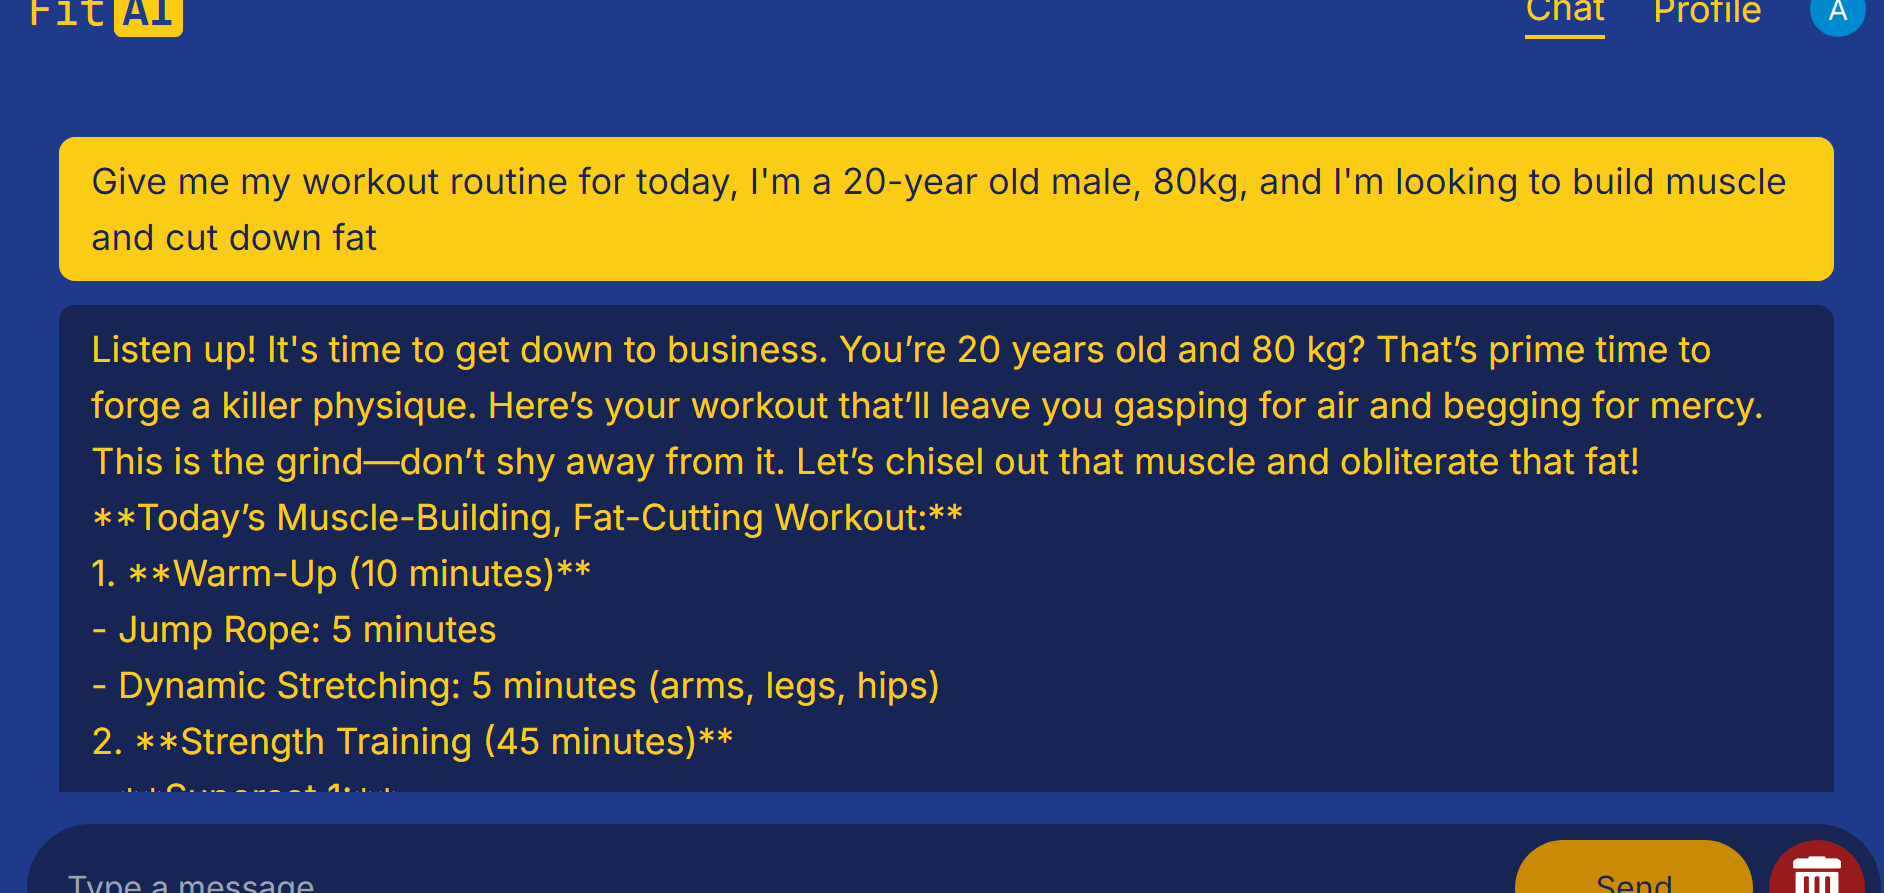 Fit AI
Chat Profile A
Give me my workout routine for today, I'm a 20-year old male, 80kg, and I'm looking to build muscle
and cut down fat
Listen up! It's time to get down to business. You’re 20 years old and 80 kg? That’s prime time to
forge a killer physique. Here’s your workout that’ll leave you gasping for air and begging for mercy.
This is the grind—don’t shy away from it. Let’s chisel out that muscle and obliterate that fat!
**Today’s Muscle-Building, Fat-Cutting Workout:**
1. **Warm-Up (10 minutes)**
- Jump Rope: 5 minutes
- Dynamic Stretching: 5 minutes (arms, legs, hips)
2. **Strength Training (45 minutes)**
**Superset 1:**
Type a message
Send